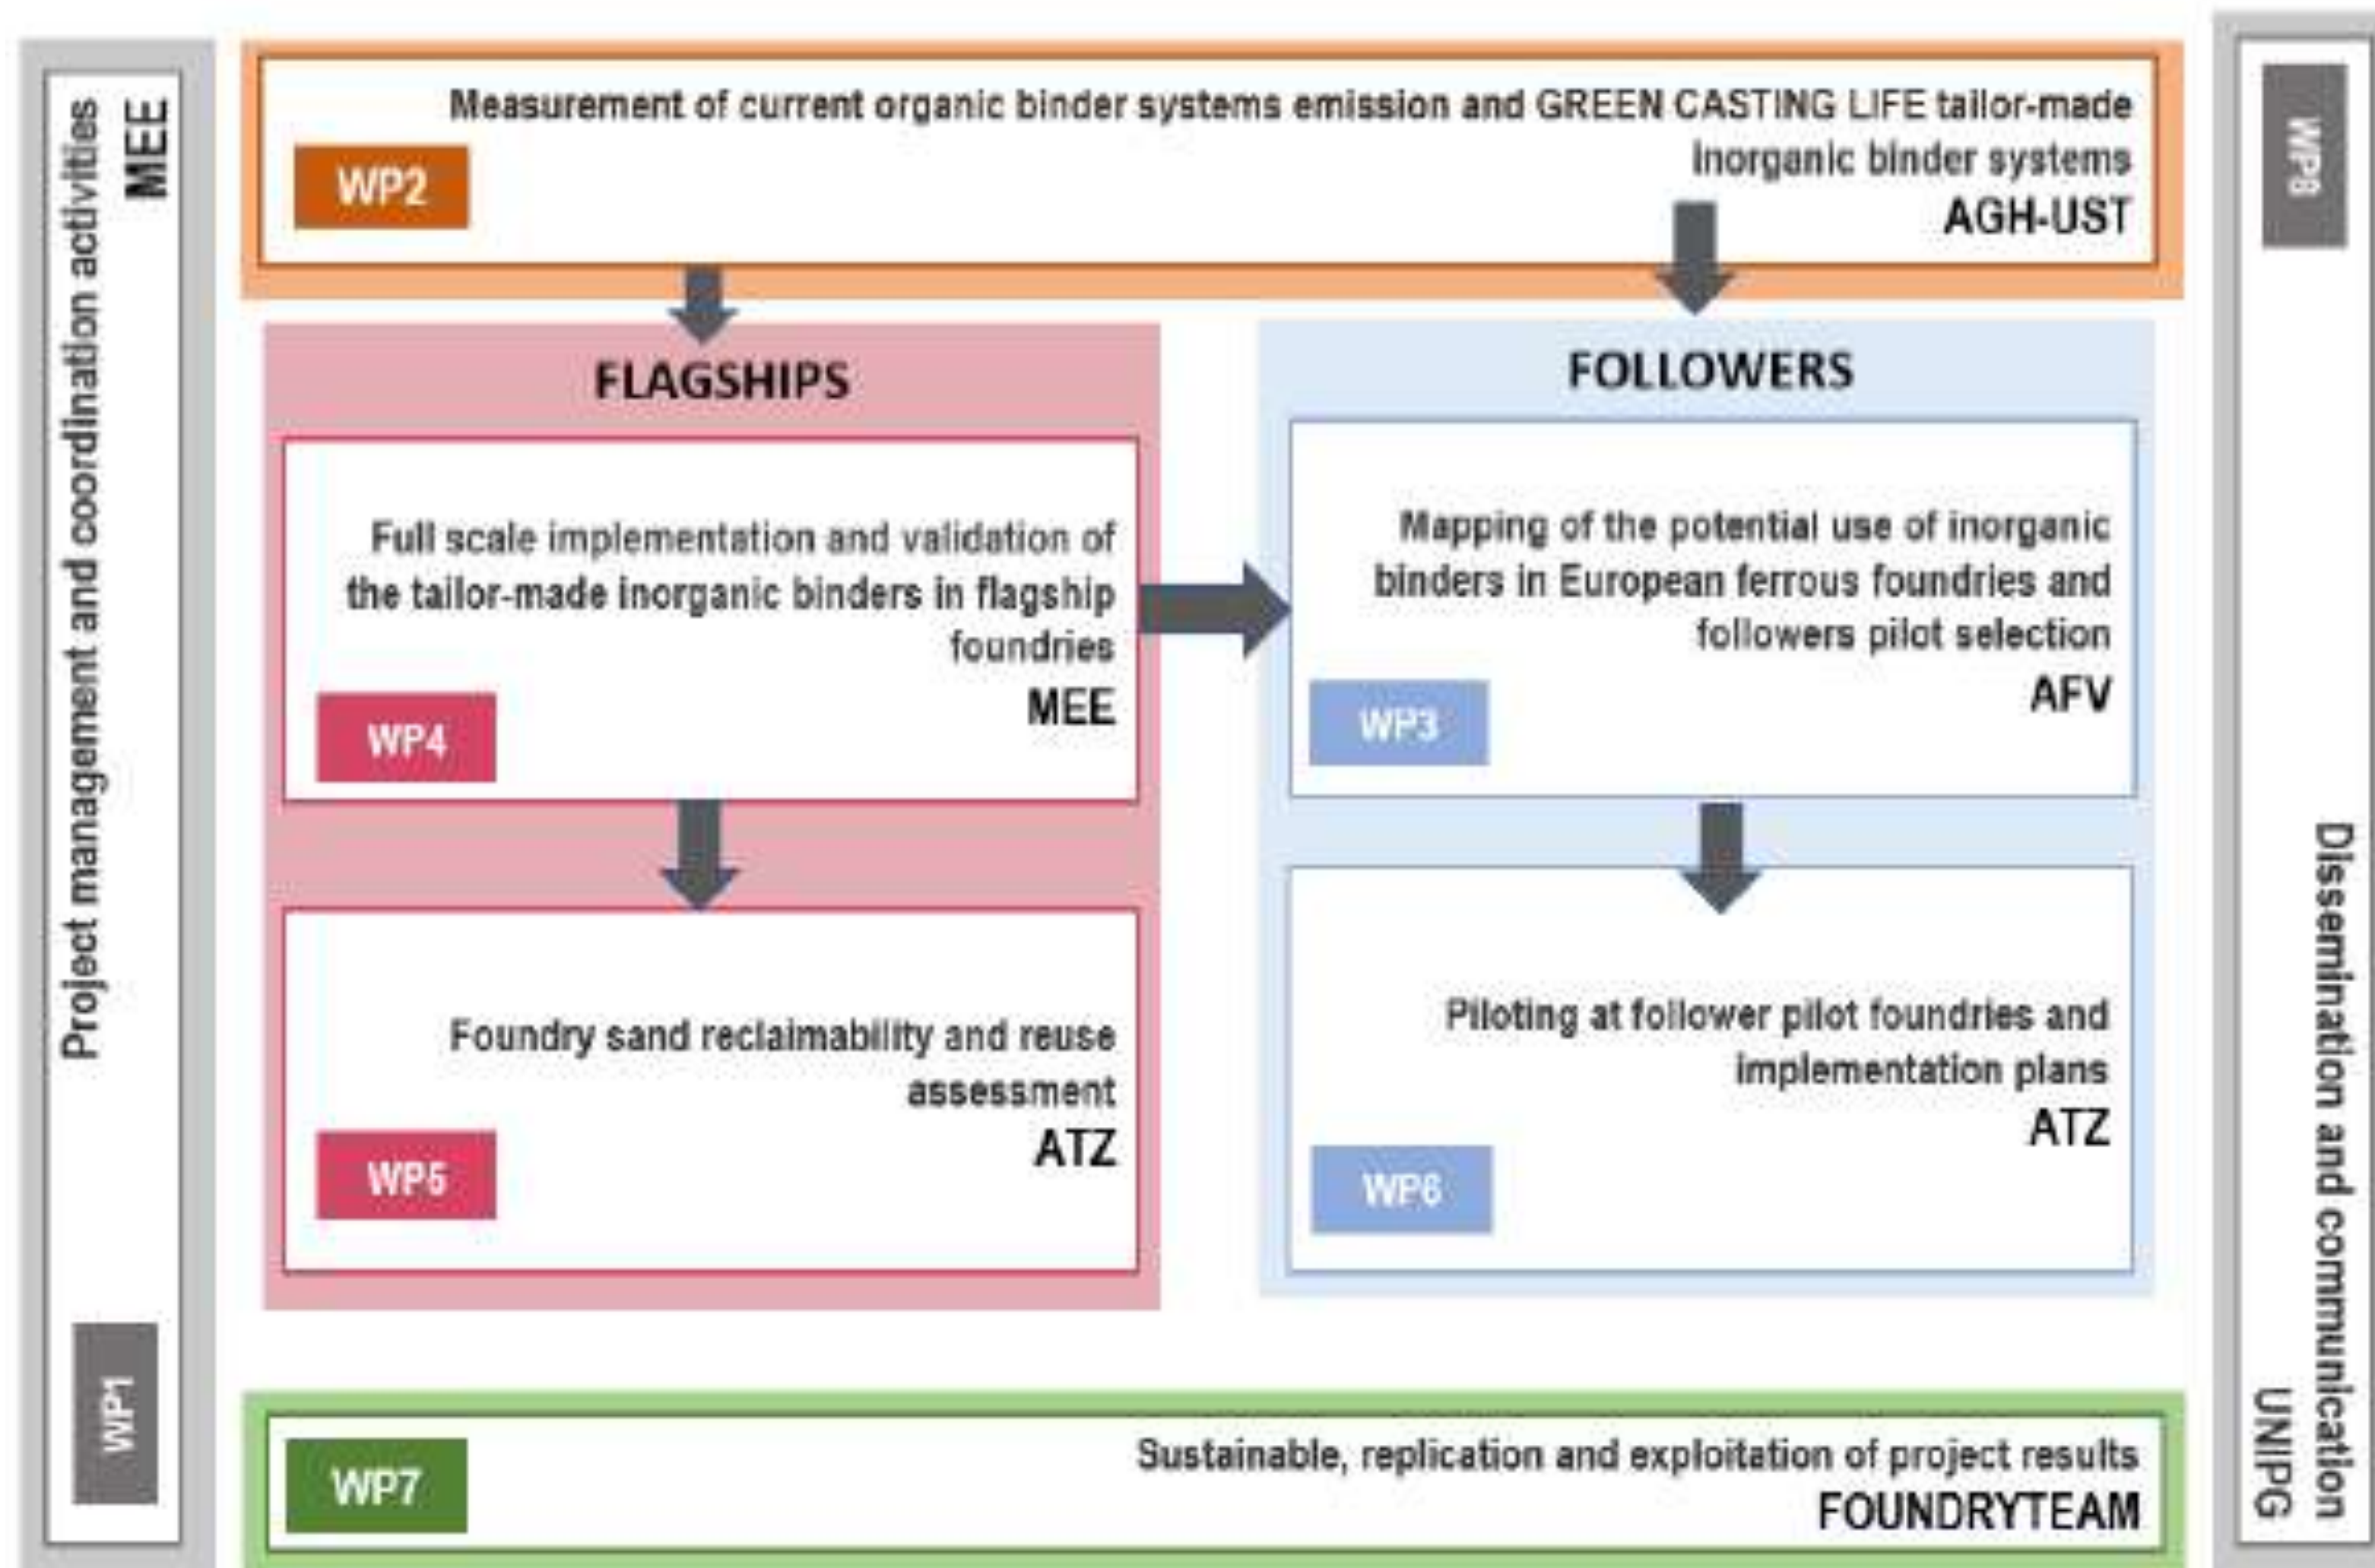 Project management and coordination activities
MEE
WP1
Measurement of current organic binder systems emission and GREEN CASTING LIFE tailor-made
inorganic binder systems
AGH-UST
WP2
FLAGSHIPS
Full scale implementation and validation of
the tailor-made inorganic binders in flagship
foundries
MEE
WP4
Foundry sand reclaimability and reuse
assessment
ATZ
WP5
FOLLOWERS
Mapping of the potential use of inorganic
binders in European ferrous foundries and
followers pilot selection
AFV
WP3
Piloting at follower pilot foundries and
implementation plans
ATZ
WP6
WP7
Sustainable, replication and exploitation of project results
FOUNDRYTEAM
WP8
Dissemination and communication
UNIPG